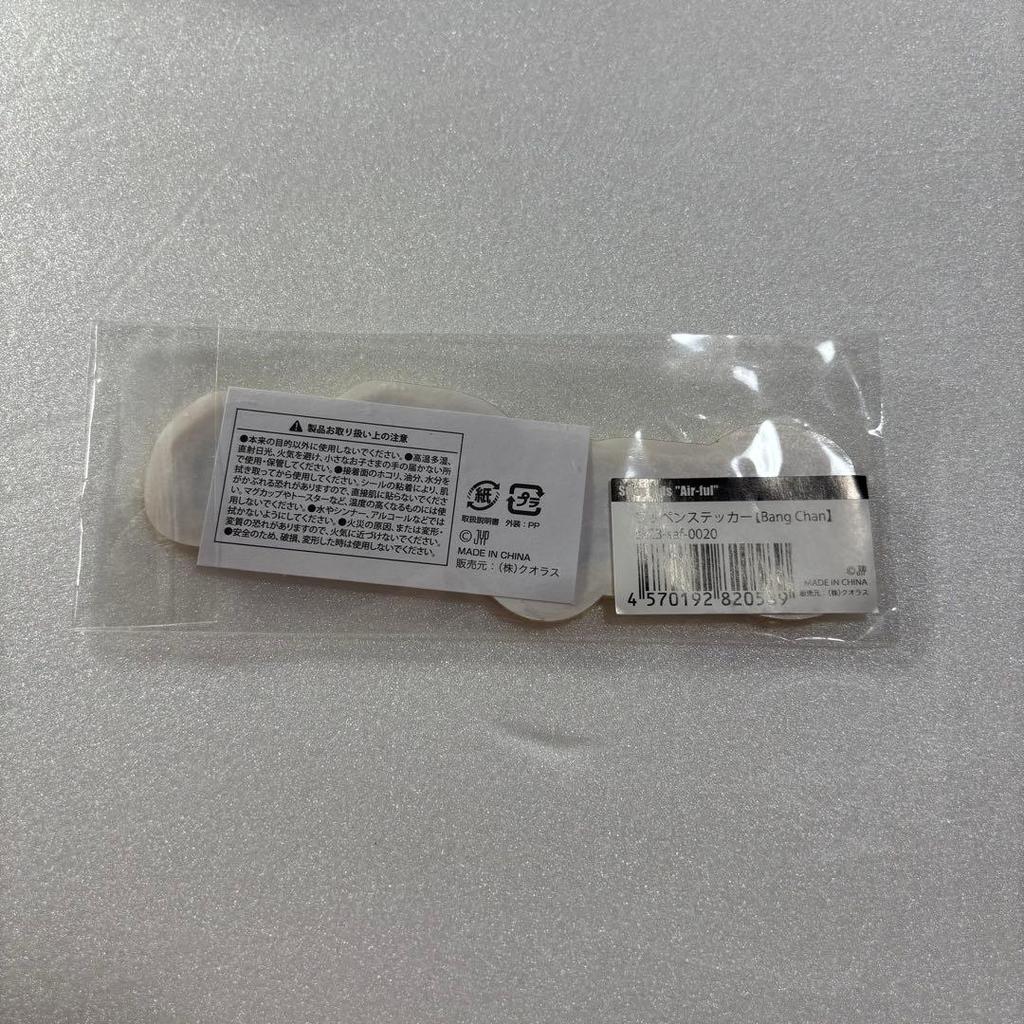 製品お取り扱い上の注意
●本来の目的以外に使用しないでください。●高温多湿、
直射日光、火気を避け、小さなお子さまの手の届かない所
で使用・保管してください。●接着面のホコリ、油分、水分を
拭き取ってから使用してください。シールの粘着により、肌
がかぶれる恐れがありますので、直接肌に貼らないでくださ
い。マグカップやトースターなど、温度の高くなるものには使
用しないでください。●水やシンナー、アルコールなどでは
拭かないようにしてください。●火災の原因、または変形・
変質の恐れがありますので、火気に近づけないでください。
●安全のため、破損、変形した時は使用しないでください。
紙 プラ
取扱説明書 外装：PP
© JYP
MADE IN CHINA
販売元：（株）クオラス
"Air-ful"
ペンステッカー【Bang Chan】
-0020
© JYP
MADE IN CHINA
販売元：（株）クオラス
4 570192